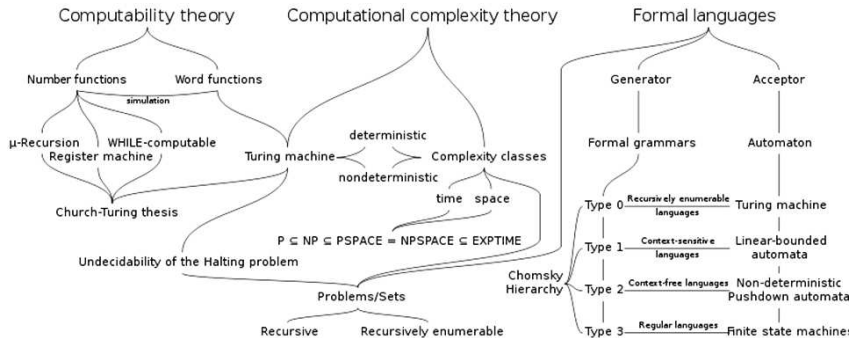 Computability theory
Computational complexity theory
Formal languages
Number functions
Word functions
simulation
Generator
Acceptor
μ-Recursion
WHILE-computable
Register machine
Turing machine
deterministic
nondeterministic
Complexity classes
Formal grammars
Automaton
time
space
Church-Turing thesis
P ⊆ NP ⊆ PSPACE = NPSPACE ⊆ EXPTIME
Undecidability of the Halting problem
Problems/Sets
Recursive
Recursively enumerable
Chomsky
Hierarchy
Type 0
Recursively enumerable
languages
Turing machine
Type 1
Context-sensitive
languages
Linear-bounded
automata
Type 2
Context-free languages
Non-deterministic
Pushdown automata
Type 3
Regular languages
Finite state machines